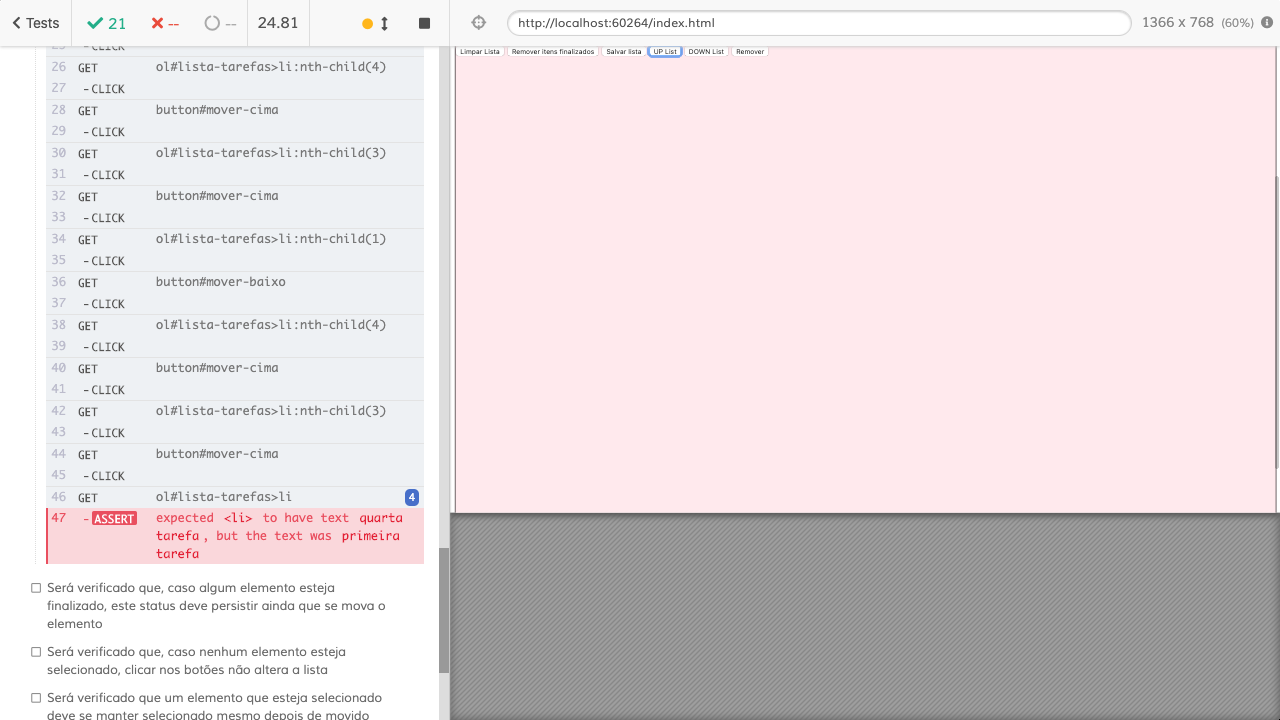 Tests 21 -- -- 24.81
http://localhost:60264/index.html 1366 x 768 (60%)
25 -CLICK
26 GET ol#lista-tarefas>li:nth-child(4)
27 -CLICK
28 GET button#mover-cima
29 -CLICK
30 GET ol#lista-tarefas>li:nth-child(3)
31 -CLICK
32 GET button#mover-cima
33 -CLICK
34 GET ol#lista-tarefas>li:nth-child(1)
35 -CLICK
36 GET button#mover-baixo
37 -CLICK
38 GET ol#lista-tarefas>li:nth-child(4)
39 -CLICK
40 GET button#mover-cima
41 -CLICK
42 GET ol#lista-tarefas>li:nth-child(3)
43 -CLICK
44 GET button#mover-cima
45 -CLICK
46 GET ol#lista-tarefas>li 4
47 -ASSERT expected <li> to have text quarta
tarefa, but the text was primeira
tarefa
Será verificado que, caso algum elemento esteja
finalizado, este status deve persistir ainda que se mova o
elemento
Será verificado que, caso nenhum elemento esteja
selecionado, clicar nos botões não altera a lista
Será verificado que um elemento que esteja selecionado
deve se manter selecionado mesmo depois de movido
Limpar Lista Remover itens finalizados Salvar lista UP List DOWN List Remover